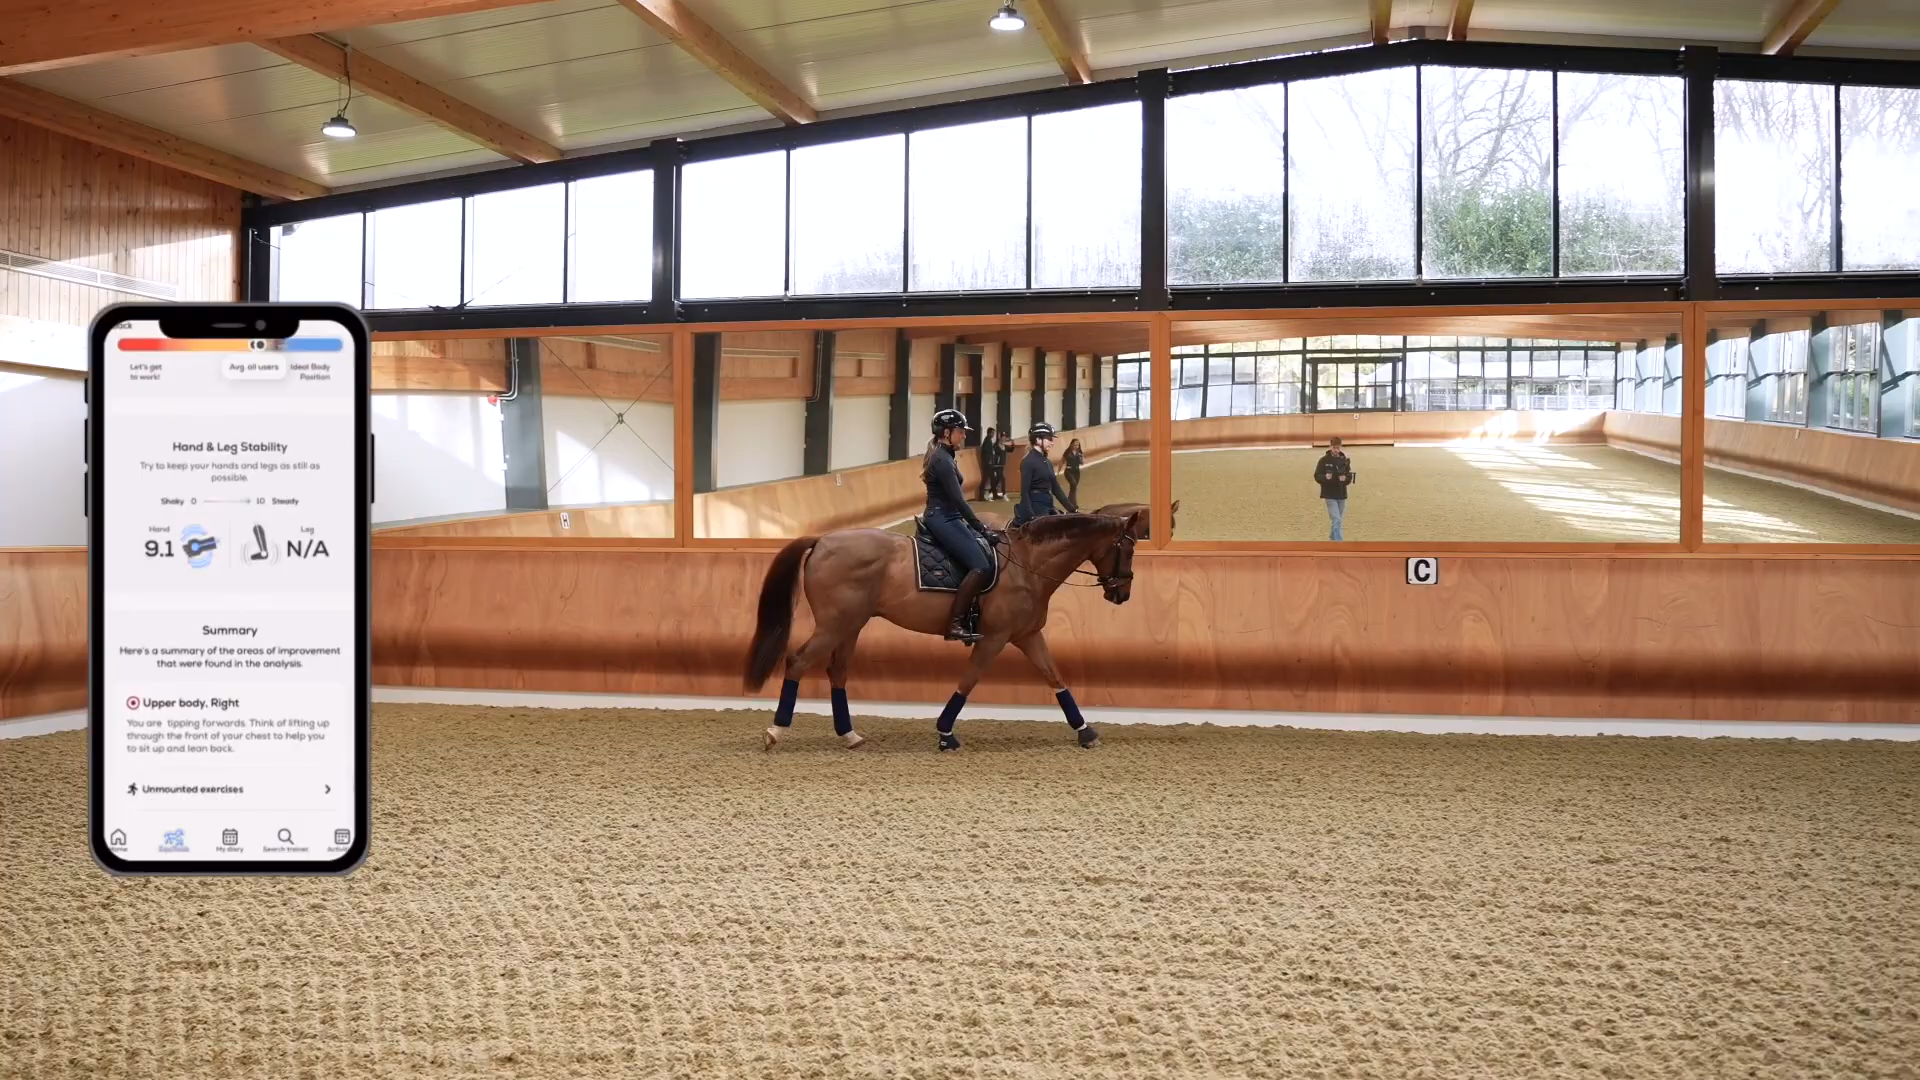 Let's get
to work!
Avg. all users
Ideal Body
Position
Hand & Leg Stability
Try to keep your hands and legs as still as
possible.
Shaky 0 10 Steady
Hand
9.1
Leg
N/A
Summary
Here's a summary of the areas of improvement
that were found in the analysis.
Upper body, Right
You are tipping forwards. Think of lifting up
through the front of your chest to help you
to sit up and lean back.
Unmounted exercises
My diary
Search trainer
C
H